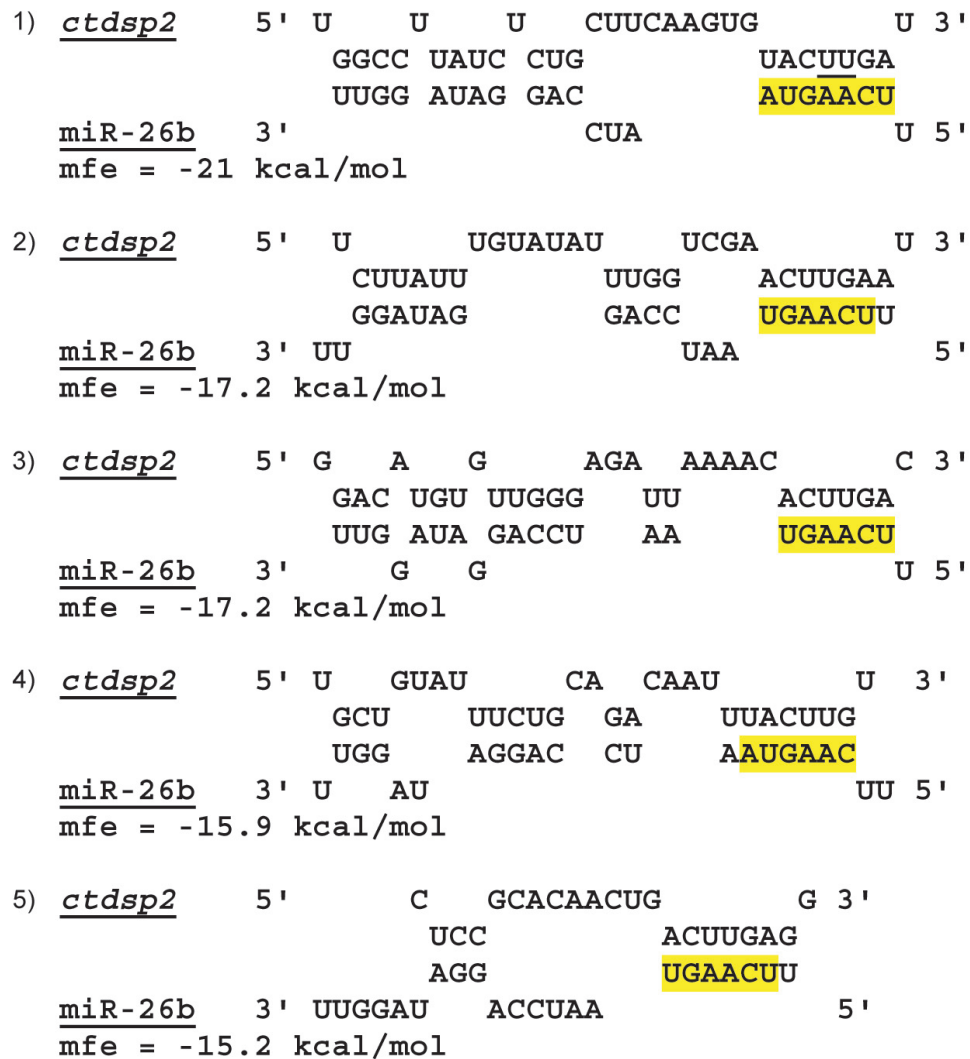 1) ctdsp2 5' U U U CUUCAAGUG U 3'
GGCC UAUC CUG UACUUGA
UUGG AUAG GAC AUGAACU
miR-26b 3' CUA U 5'
mfe = -21 kcal/mol
2) ctdsp2 5' U UGUAUAU UCGA U 3'
CUUAUU UUGG ACUUGAA
GGAUAG GACC UGAACUU
miR-26b 3' UU UAA 5'
mfe = -17.2 kcal/mol
3) ctdsp2 5' G A G AGA AAAAC C 3'
GAC UGU UUGGG UU ACUUGA
UUG AUA GACCU AA UGAACU
miR-26b 3' G G U 5'
mfe = -17.2 kcal/mol
4) ctdsp2 5' U GUAU CA CAAU U 3'
GCU UUCUG GA UUACUUG
UGG AGGAC CU AAUGAAC
miR-26b 3' U AU UU 5'
mfe = -15.9 kcal/mol
5) ctdsp2 5' C GCACAACUG G 3'
UCC ACUUGAG
AGG UGAACUU
miR-26b 3' UUGGAU ACCUAA 5'
mfe = -15.2 kcal/mol